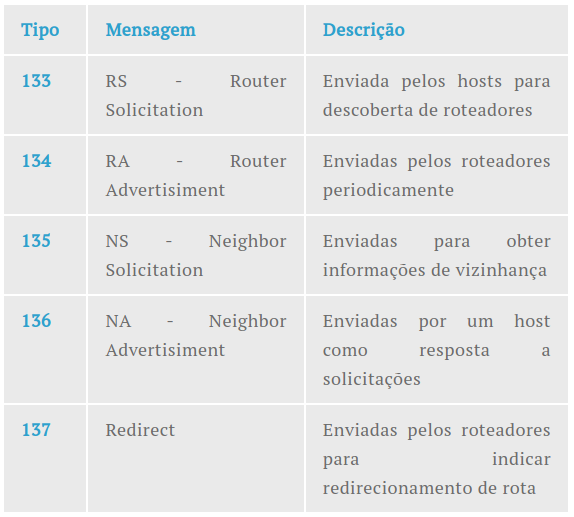 Tipo Mensagem Descrição
133 RS - Router Enviada pelos hosts para
Solicitation descoberta de roteadores
134 RA - Router Enviadas pelos roteadores
Advertisiment periodicamente
135 NS - Neighbor Enviadas para obter
Solicitation informações de vizinhança
136 NA - Neighbor Enviadas por um host
Advertisiment como resposta a
solicitações
137 Redirect Enviadas pelos roteadores
para indicar
redirecionamento de rota